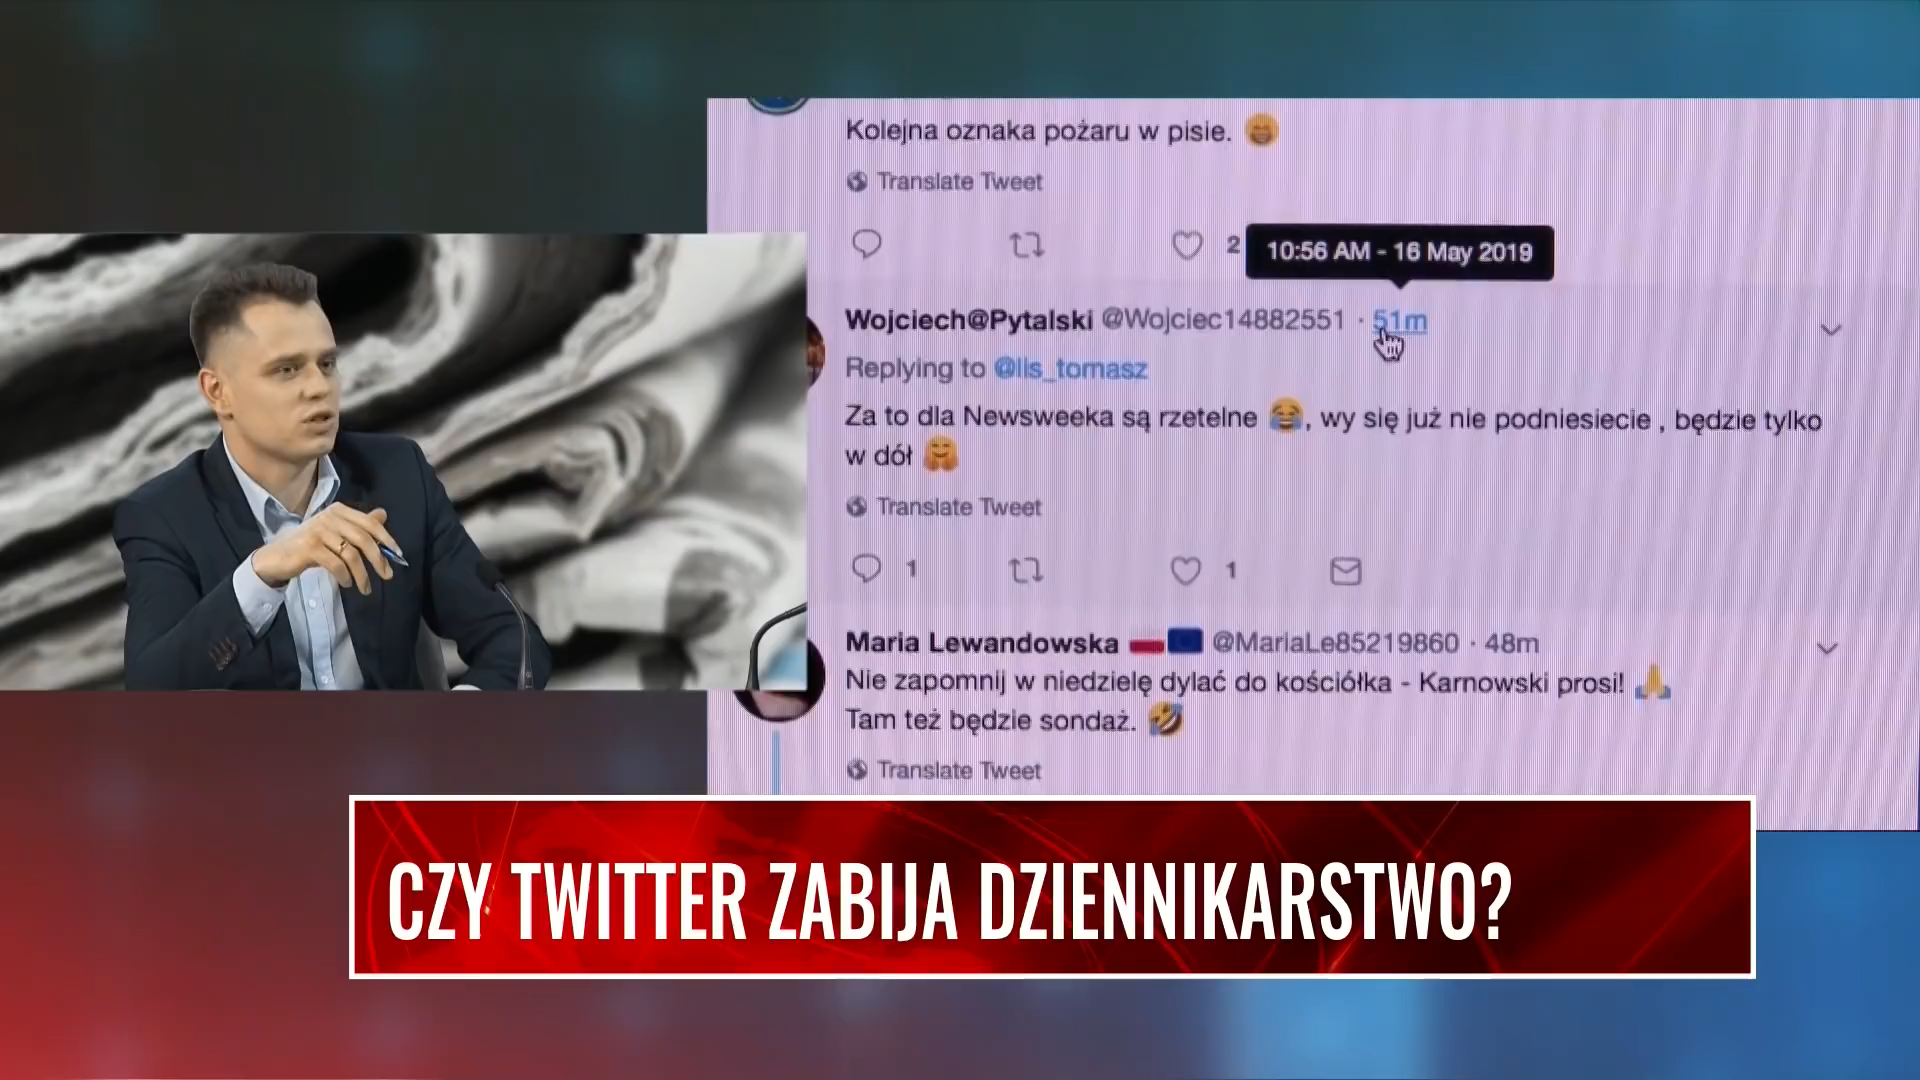 Kolejna oznaka pożaru w pisie. 😄
Translate Tweet
2
10:56 AM - 16 May 2019
Wojciech@Pytalski @Wojciec14882551 · 51m
Replying to @lis_tomasz
Za to dla Newsweeka są rzetelne 😂, wy się już nie podniesiecie , będzie tylko
w dół 🤗
Translate Tweet
1 1
Maria Lewandowska 🇵🇱🇪🇺 @MariaLe85219860 · 48m
Nie zapomnij w niedzielę dylać do kościółka - Karnowski prosi! 🙏
Tam też będzie sondaż. 🤣
Translate Tweet
CZY TWITTER ZABIJA DZIENNIKARSTWO?